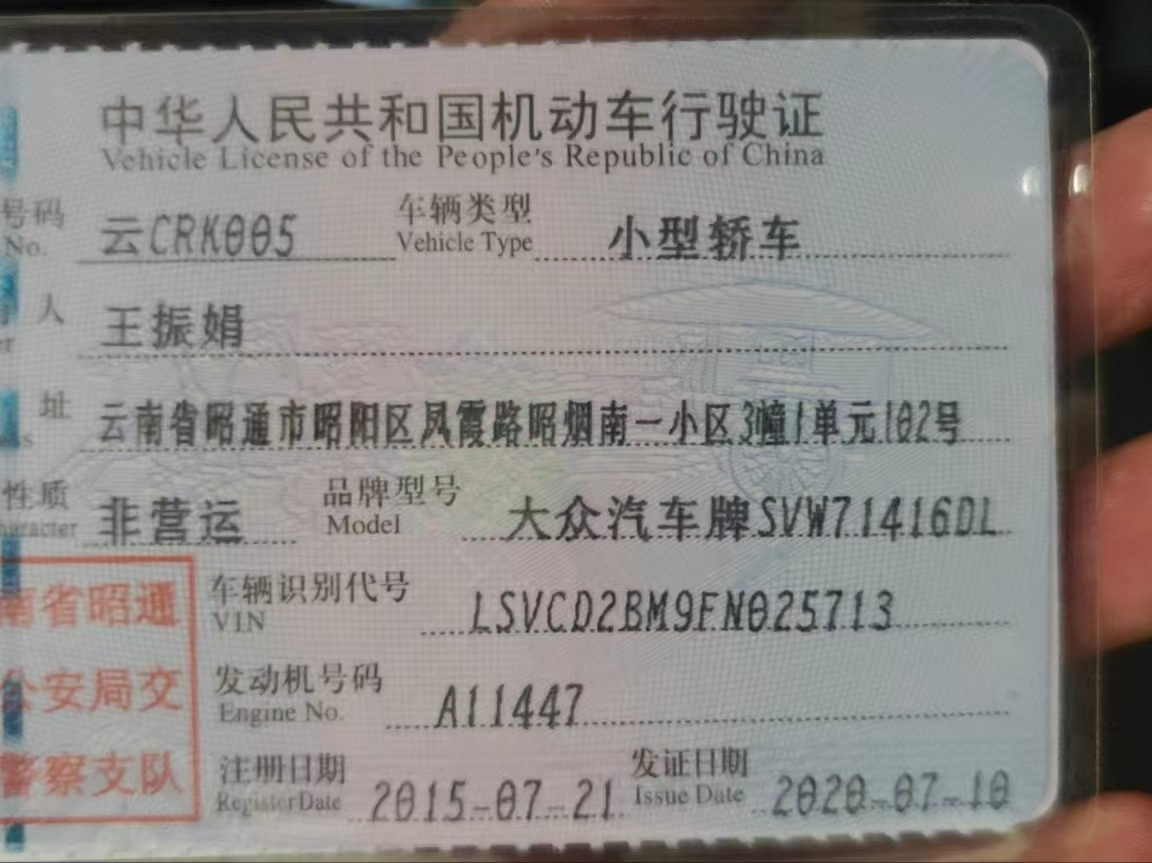 中华人民共和国机动车行驶证
Vehicle License of the People's Republic of China
号码 云CRK005 车辆类型 小型轿车
No. Vehicle Type
人 王振娟
址 云南省昭通市昭阳区凤霞路昭烟南一小区3幢1单元102号
性质 非营运 品牌型号 大众汽车牌SVW71416DL
Model
南省昭通
公安局交
警察支队
车辆识别代号 LSVCD2BM9FN025713
VIN
发动机号码 A11447
Engine No.
注册日期 2015-07-21 发证日期 2020-07-10
Register Date Issue Date